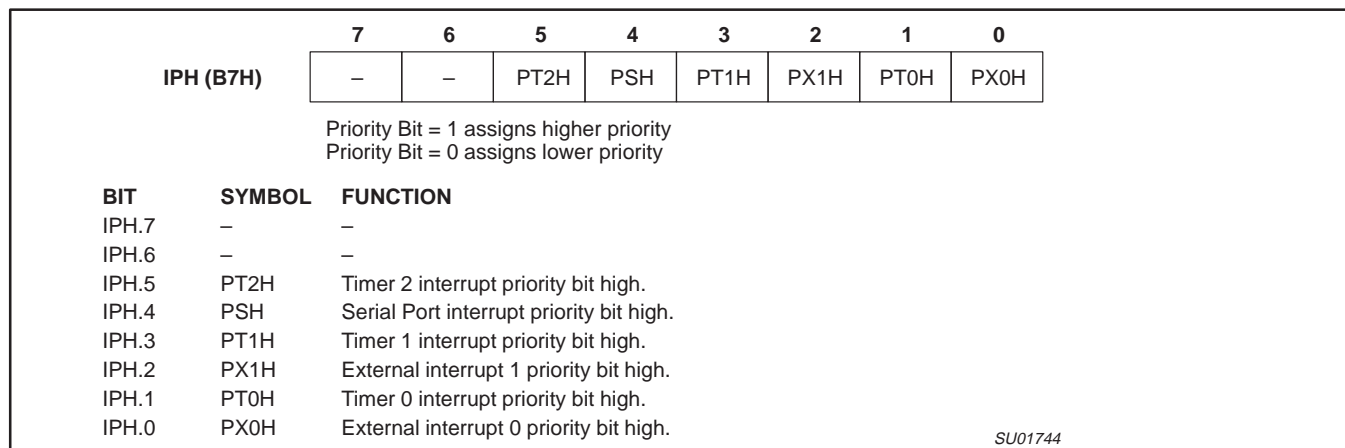 7 6 5 4 3 2 1 0
IPH (B7H) – – PT2H PSH PT1H PX1H PT0H PX0H
Priority Bit = 1 assigns higher priority
Priority Bit = 0 assigns lower priority
BIT SYMBOL FUNCTION
IPH.7 – –
IPH.6 – –
IPH.5 PT2H Timer 2 interrupt priority bit high.
IPH.4 PSH Serial Port interrupt priority bit high.
IPH.3 PT1H Timer 1 interrupt priority bit high.
IPH.2 PX1H External interrupt 1 priority bit high.
IPH.1 PT0H Timer 0 interrupt priority bit high.
IPH.0 PX0H External interrupt 0 priority bit high.
SU01744